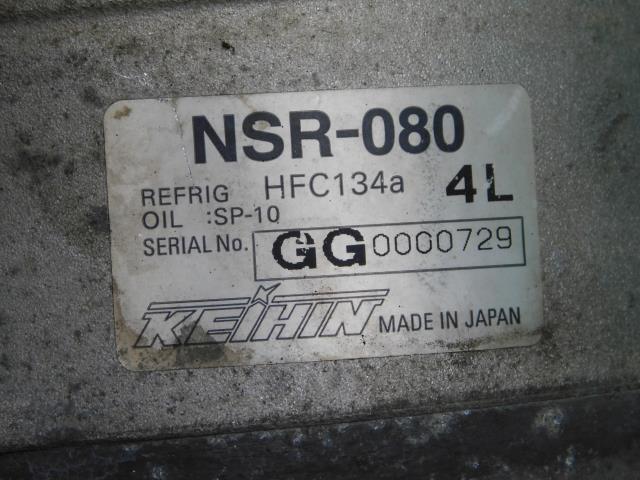 NSR-080
REFRIG HFC134a 4L
OIL :SP-10
SERIAL No. GG0000729
KEIHIN MADE IN JAPAN